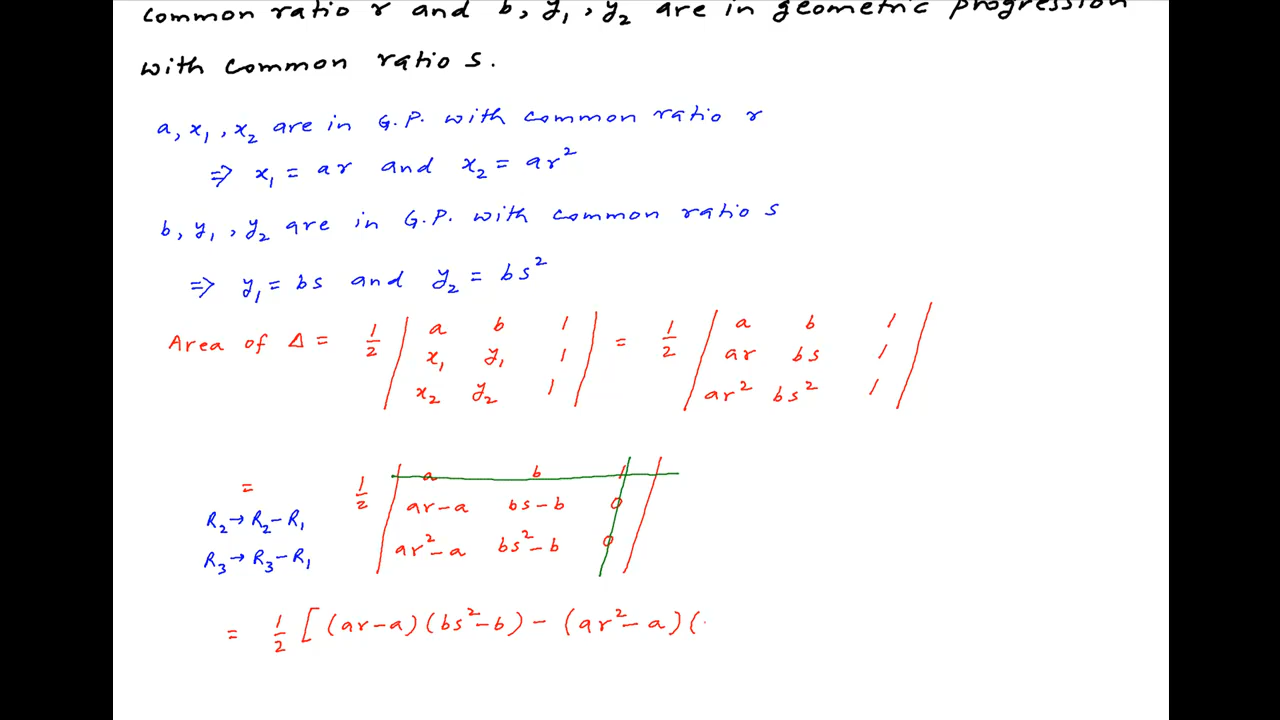 common ratio r and b, y₁, y₂ are in geometric progression
with common ratio s.
a, x₁, x₂ are in G.P. with common ratio r
⇒ x₁ = ar and x₂ = ar²
b, y₁, y₂ are in G.P. with common ratio s
⇒ y₁ = bs and y₂ = bs²
Area of Δ = 1/2 | a b 1 | = 1/2 | a b 1 |
| x₁ y₁ 1 | | ar bs 1 |
| x₂ y₂ 1 | | ar² bs² 1 |
= 1/2 | a b 1 |
R₂→R₂-R₁ | ar-a bs-b 0 |
R₃→R₃-R₁ | ar²-a bs²-b 0 |
= 1/2 [ (ar-a)(bs²-b) - (ar²-a)(